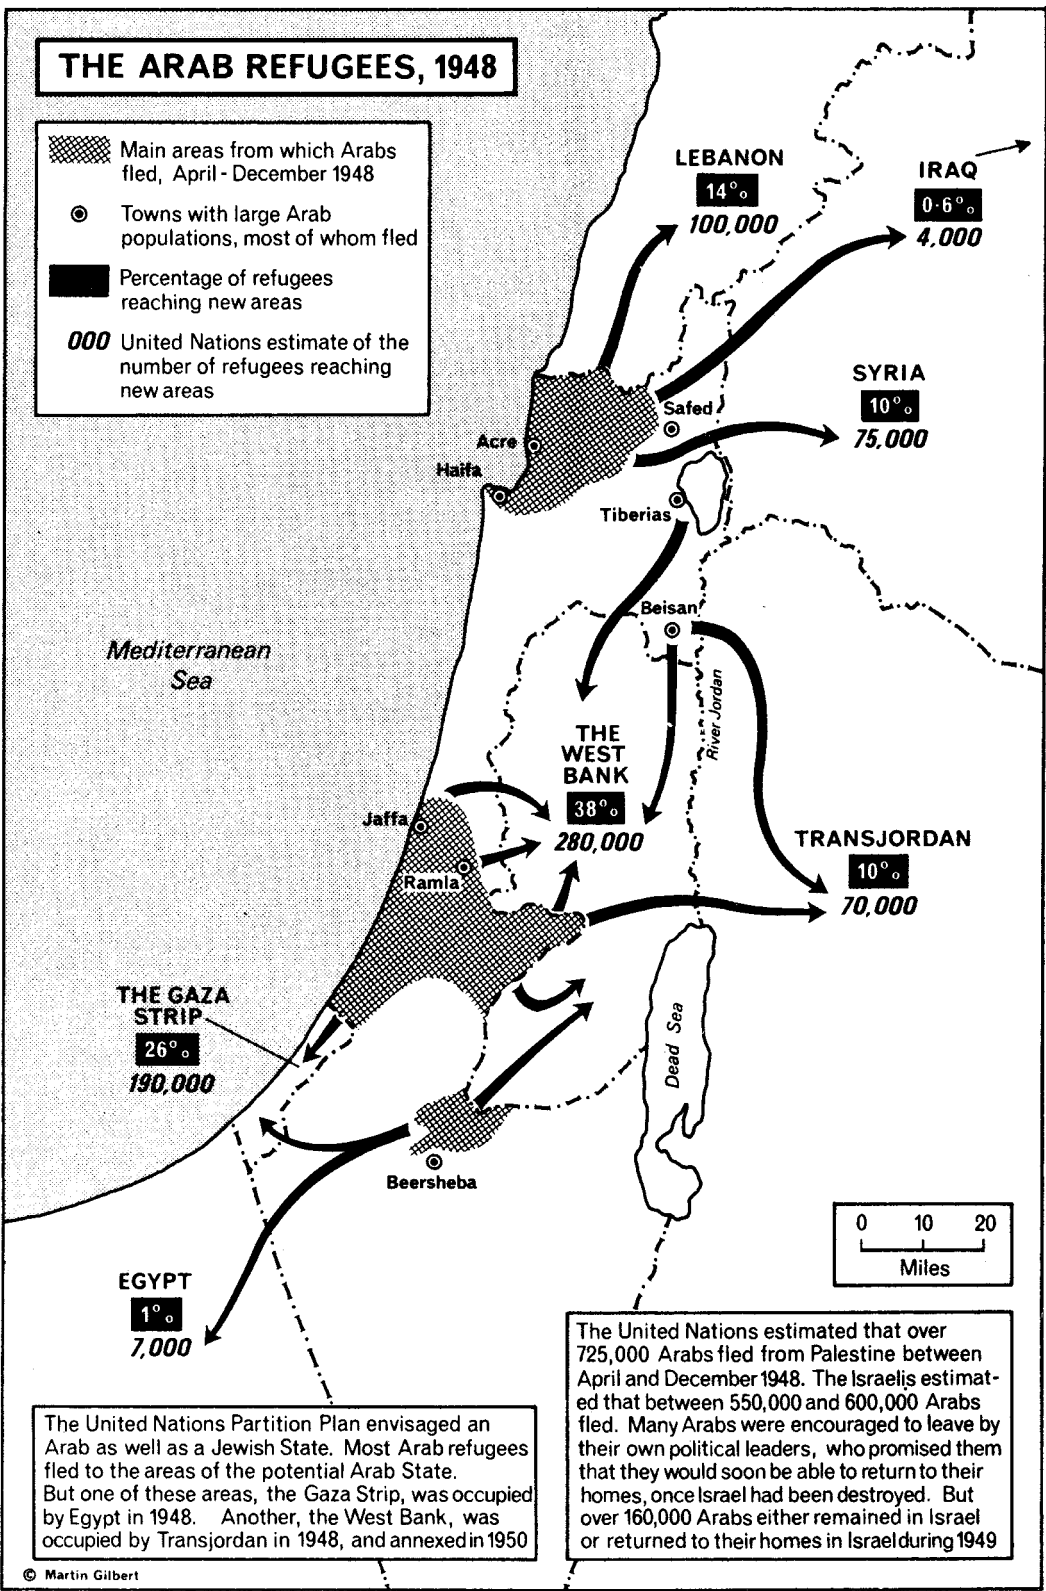 THE ARAB REFUGEES, 1948
Main areas from which Arabs
fled, April - December 1948
Towns with large Arab
populations, most of whom fled
Percentage of refugees
reaching new areas
000 United Nations estimate of the
number of refugees reaching
new areas
LEBANON
14%
100,000
IRAQ
0·6%
4,000
SYRIA
10%
75,000
Safed
Acre
Haifa
Tiberias
Beisan
Mediterranean
Sea
River Jordan
THE
WEST
BANK
38%
280,000
Jaffa
Ramla
TRANSJORDAN
10%
70,000
THE GAZA
STRIP
26%
190,000
Dead Sea
Beersheba
EGYPT
1%
7,000
0 10 20
Miles
The United Nations Partition Plan envisaged an
Arab as well as a Jewish State. Most Arab refugees
fled to the areas of the potential Arab State.
But one of these areas, the Gaza Strip, was occupied
by Egypt in 1948. Another, the West Bank, was
occupied by Transjordan in 1948, and annexed in 1950
The United Nations estimated that over
725,000 Arabs fled from Palestine between
April and December 1948. The Israelis estimat-
ed that between 550,000 and 600,000 Arabs
fled. Many Arabs were encouraged to leave by
their own political leaders, who promised them
that they would soon be able to return to their
homes, once Israel had been destroyed. But
over 160,000 Arabs either remained in Israel
or returned to their homes in Israel during 1949
© Martin Gilbert